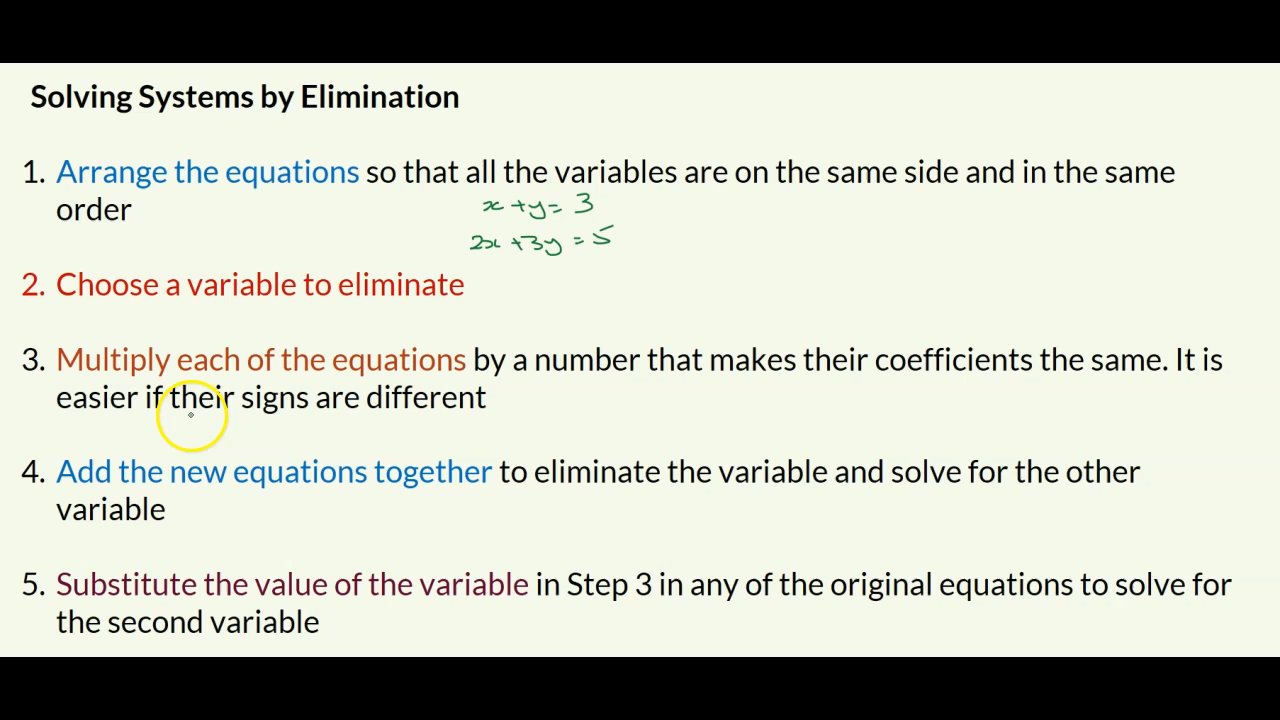 Solving Systems by Elimination
1. Arrange the equations so that all the variables are on the same side and in the same
order
x + y = 3
2x + 3y = 5
2. Choose a variable to eliminate
3. Multiply each of the equations by a number that makes their coefficients the same. It is
easier if their signs are different
4. Add the new equations together to eliminate the variable and solve for the other
variable
5. Substitute the value of the variable in Step 3 in any of the original equations to solve for
the second variable